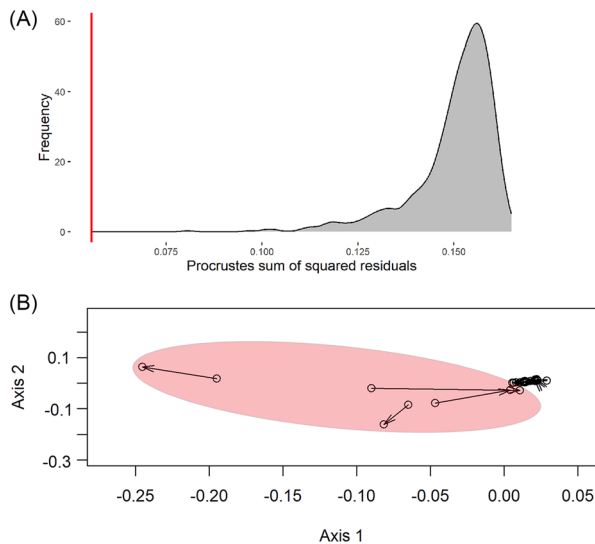 (A)
60
40
20
0
Frequency
0.075 0.100 0.125 0.150
Procrustes sum of squared residuals
(B)
0.1
-0.1
-0.3
Axis 2
-0.25 -0.20 -0.15 -0.10 -0.05 0.00 0.05
Axis 1